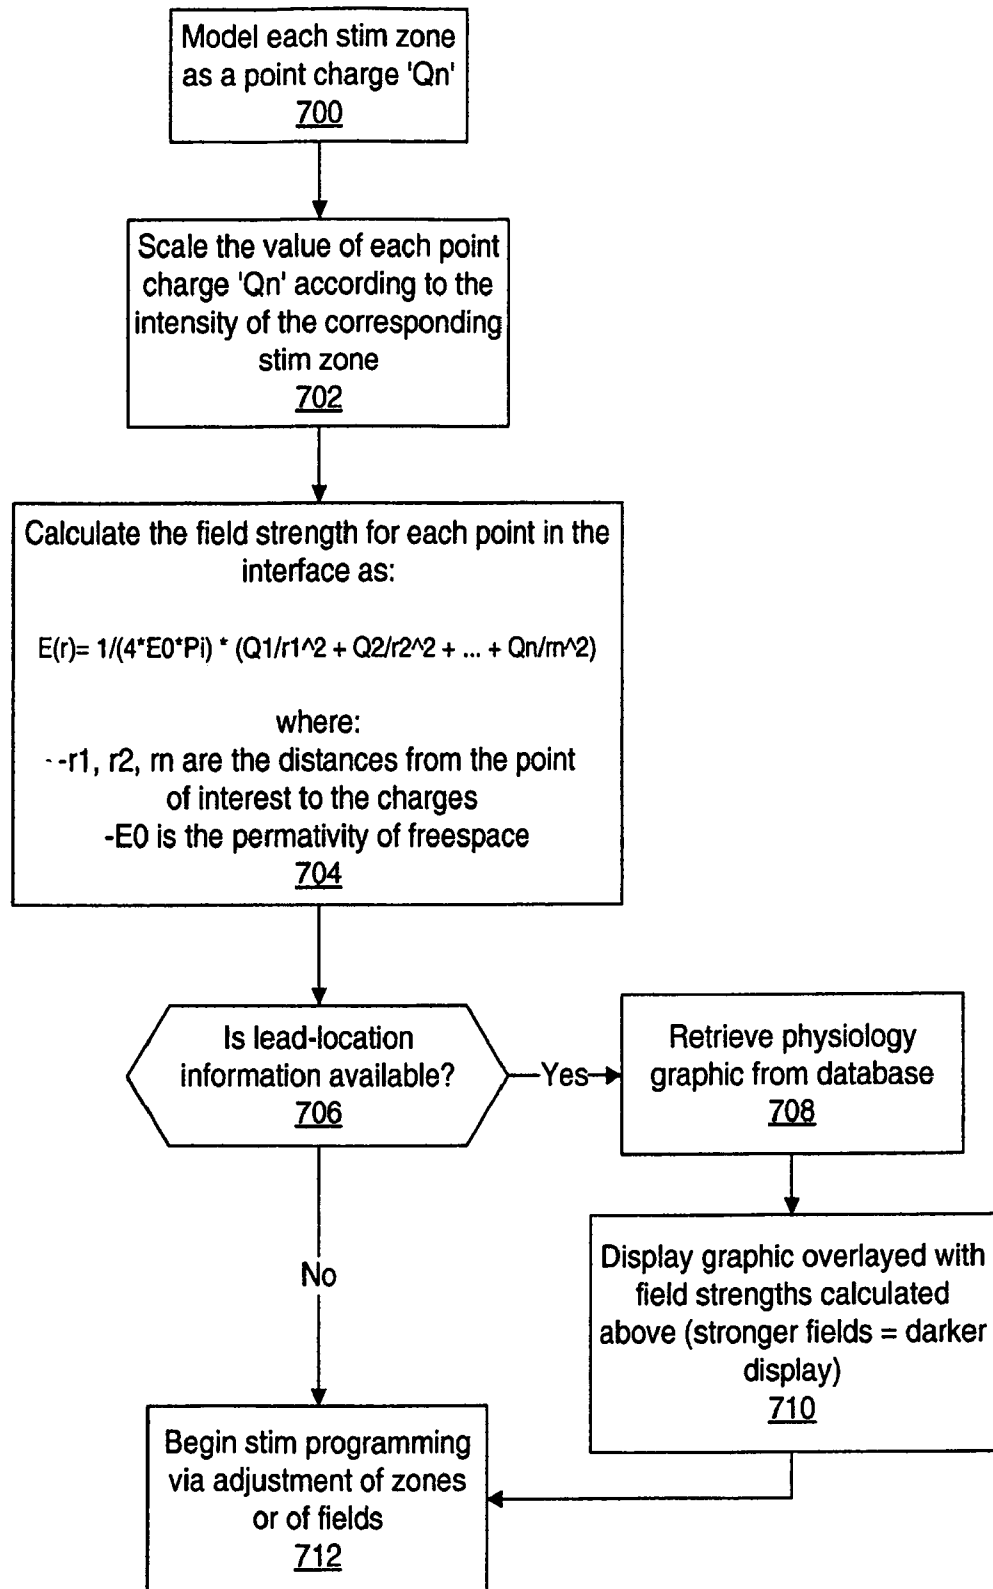 Model each stim zone
as a point charge 'Qn'
700
Scale the value of each point
charge 'Qn' according to the
intensity of the corresponding
stim zone
702
Calculate the field strength for each point in the
interface as:
E(r)= 1/(4*E0*Pi) * (Q1/r1^2 + Q2/r2^2 + ... + Qn/rn^2)
where:
-r1, r2, rn are the distances from the point
of interest to the charges
-E0 is the permativity of freespace
704
Is lead-location
information available?
706
Yes
Retrieve physiology
graphic from database
708
Display graphic overlayed with
field strengths calculated
above (stronger fields = darker
display)
710
No
Begin stim programming
via adjustment of zones
or of fields
712